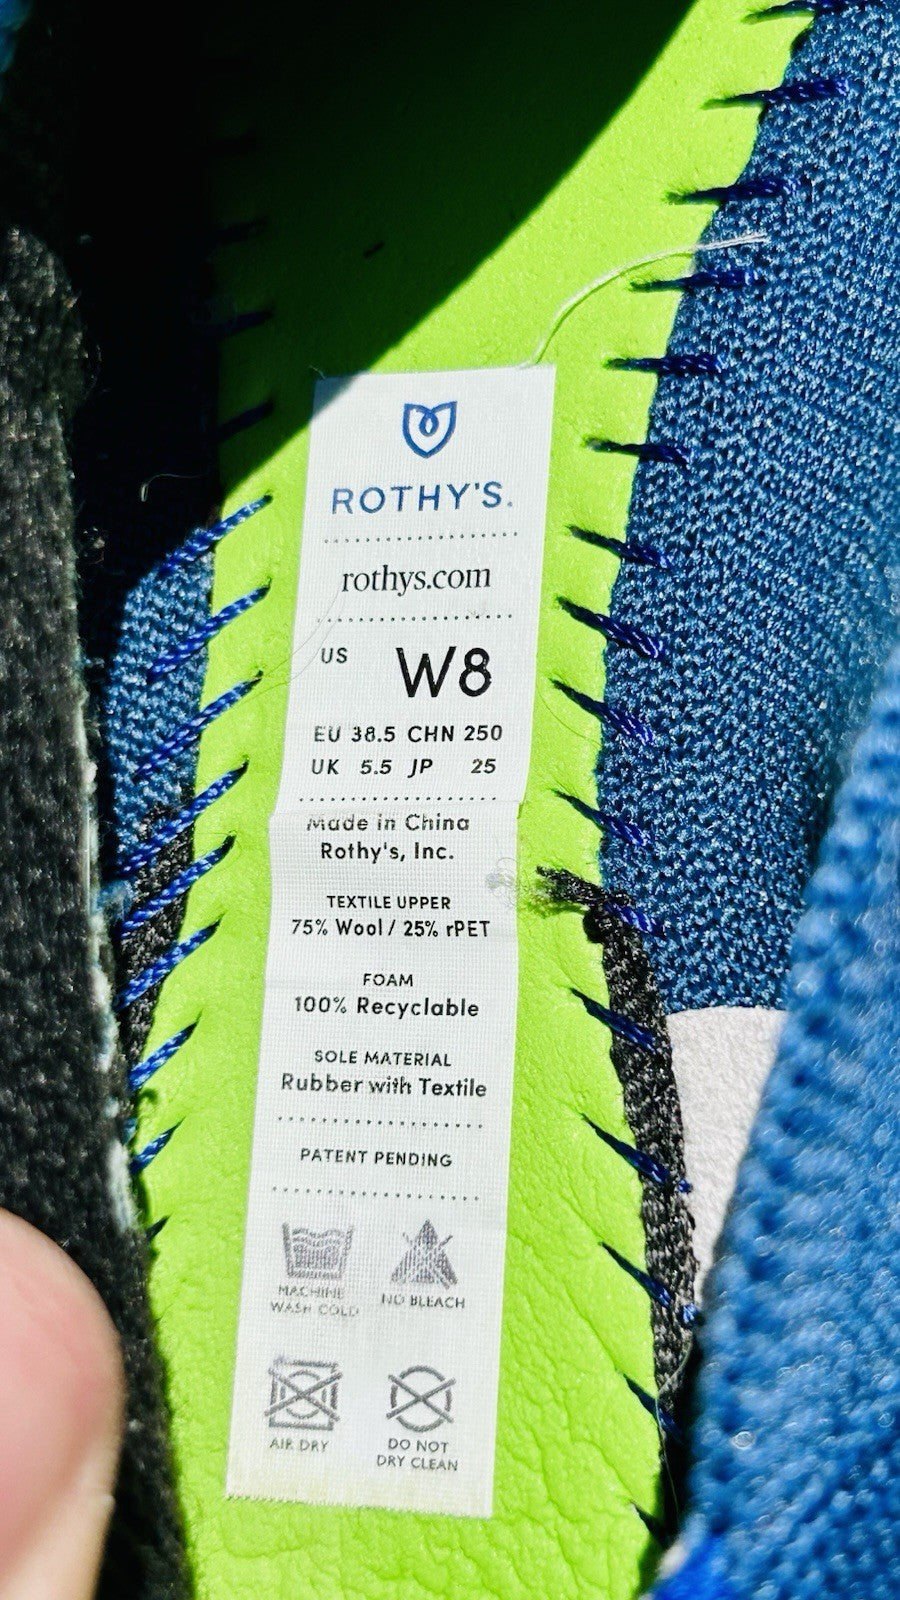 ROTHY'S.
rothys.com
US W8
EU 38.5 CHN 250
UK 5.5 JP 25
Made in China
Rothy's, Inc.
TEXTILE UPPER
75% Wool / 25% rPET
FOAM
100% Recyclable
SOLE MATERIAL
Rubber with Textile
PATENT PENDING
MACHINE WASH COLD
NO BLEACH
AIR DRY
DO NOT DRY CLEAN